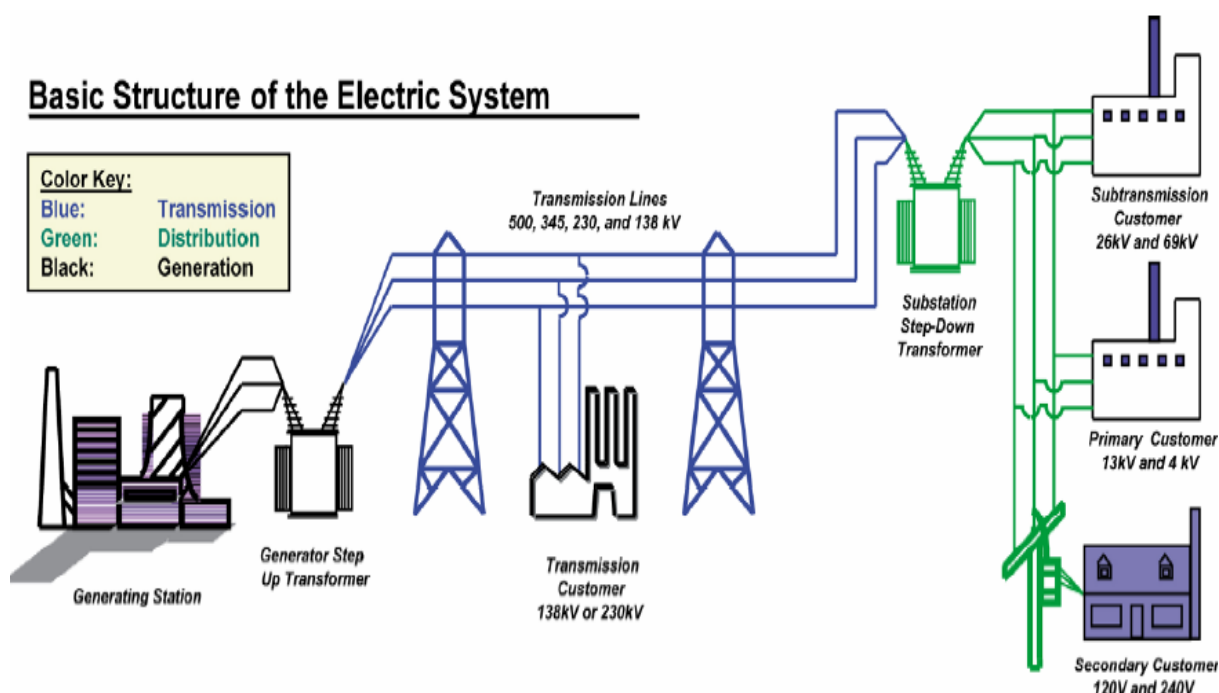 Basic Structure of the Electric System
Color Key:
Blue: Transmission
Green: Distribution
Black: Generation
Transmission Lines
500, 345, 230, and 138 kV
Subtransmission
Customer
26kV and 69kV
Substation
Step-Down
Transformer
Primary Customer
13kV and 4 kV
Generating Station
Generator Step
Up Transformer
Transmission
Customer
138kV or 230kV
Secondary Customer
120V and 240V